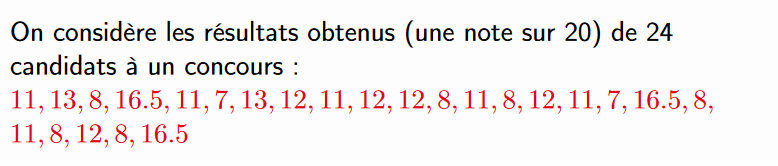 On considère les résultats obtenus (une note sur 20) de 24
candidats à un concours :
11, 13, 8, 16.5, 11, 7, 13, 12, 11, 12, 12, 8, 11, 8, 12, 11, 7, 16.5, 8,
11, 8, 12, 8, 16.5